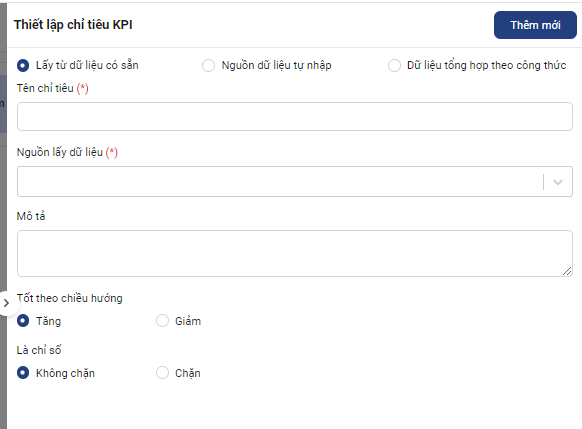 Thiết lập chỉ tiêu KPI
Thêm mới
Lấy từ dữ liệu có sẵn
Nguồn dữ liệu tự nhập
Dữ liệu tổng hợp theo công thức
Tên chỉ tiêu (*)
Nguồn lấy dữ liệu (*)
Mô tả
Tốt theo chiều hướng
Tăng
Giảm
Là chỉ số
Không chặn
Chặn